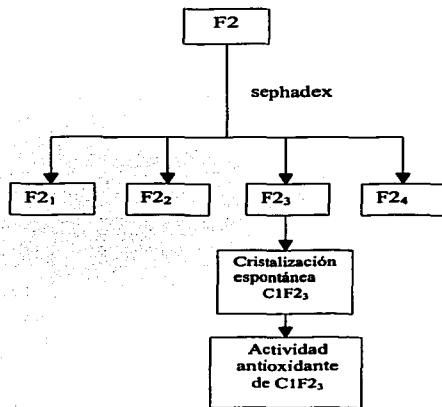 F2
sephadex
F2₁ F2₂ F2₃ F2₄
Cristalización
espontánea
C1F2₃
Actividad
antioxidante
de C1F2₃